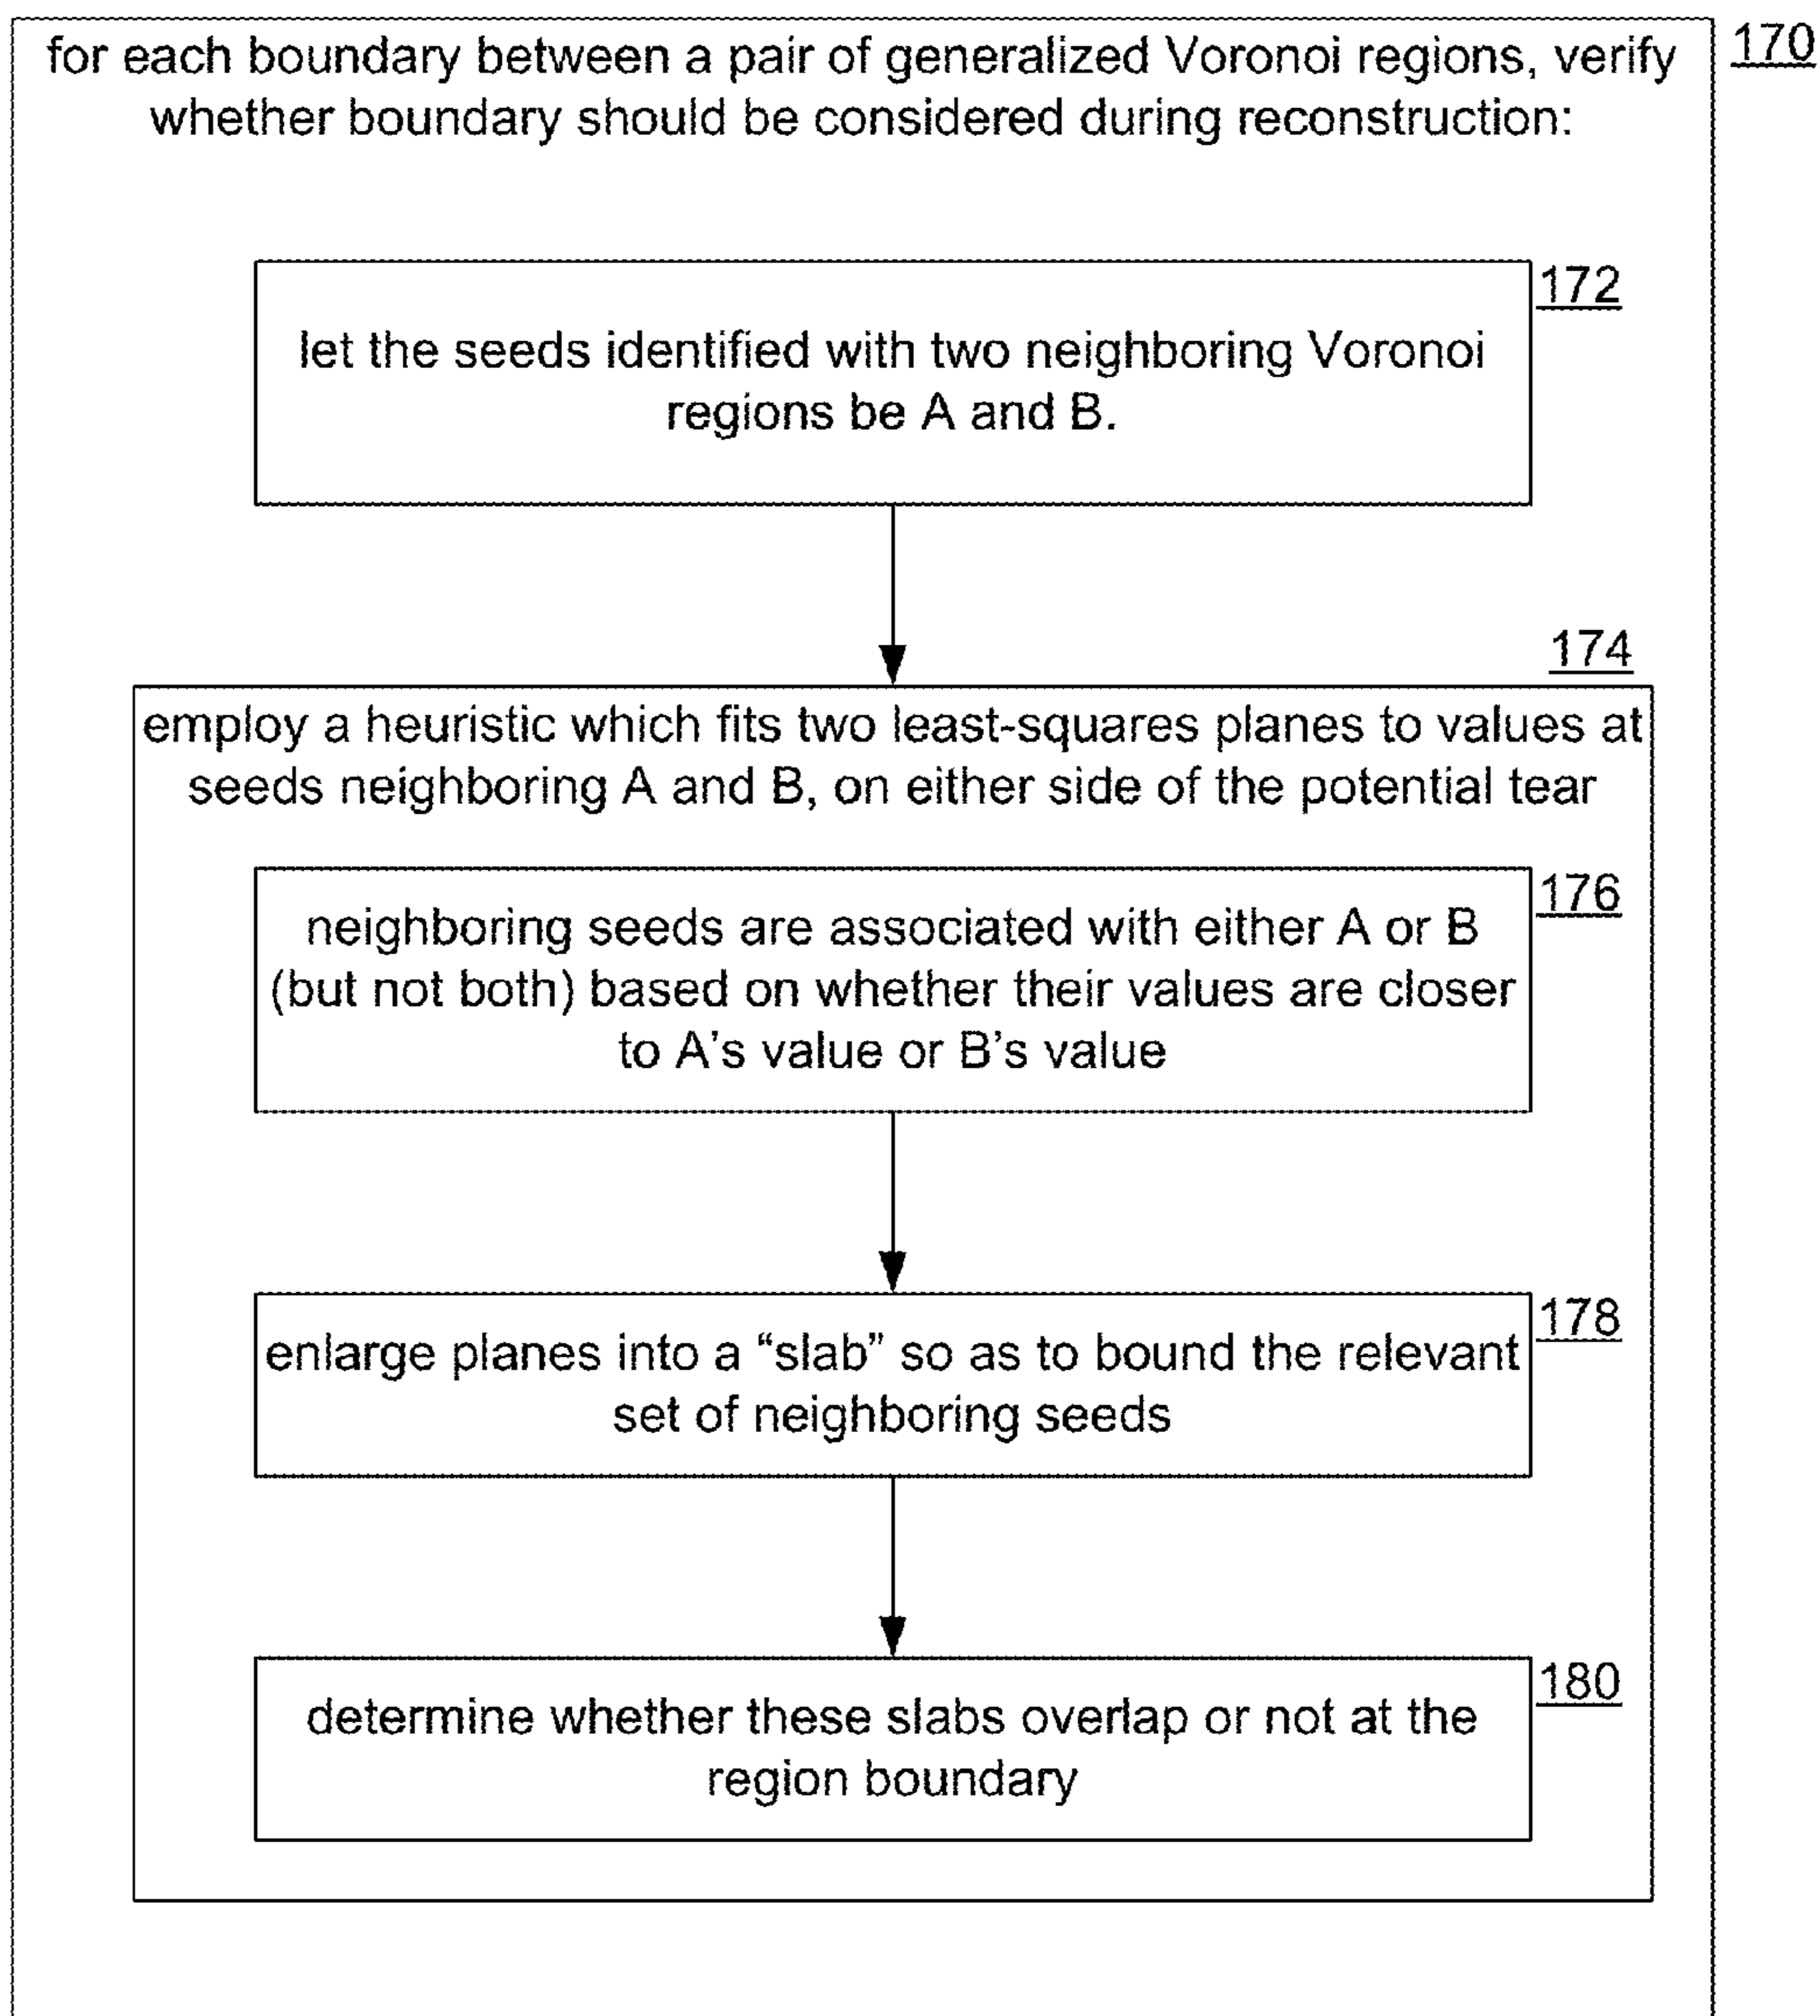 for each boundary between a pair of generalized Voronoi regions, verify
170
whether boundary should be considered during reconstruction:
172
let the seeds identified with two neighboring Voronoi
regions be A and B.
174
employ a heuristic which fits two least-squares planes to values at
seeds neighboring A and B, on either side of the potential tear
176
neighboring seeds are associated with either A or B
(but not both) based on whether their values are closer
to A's value or B's value
178
enlarge planes into a “slab” so as to bound the relevant
set of neighboring seeds
180
determine whether these slabs overlap or not at the
region boundary